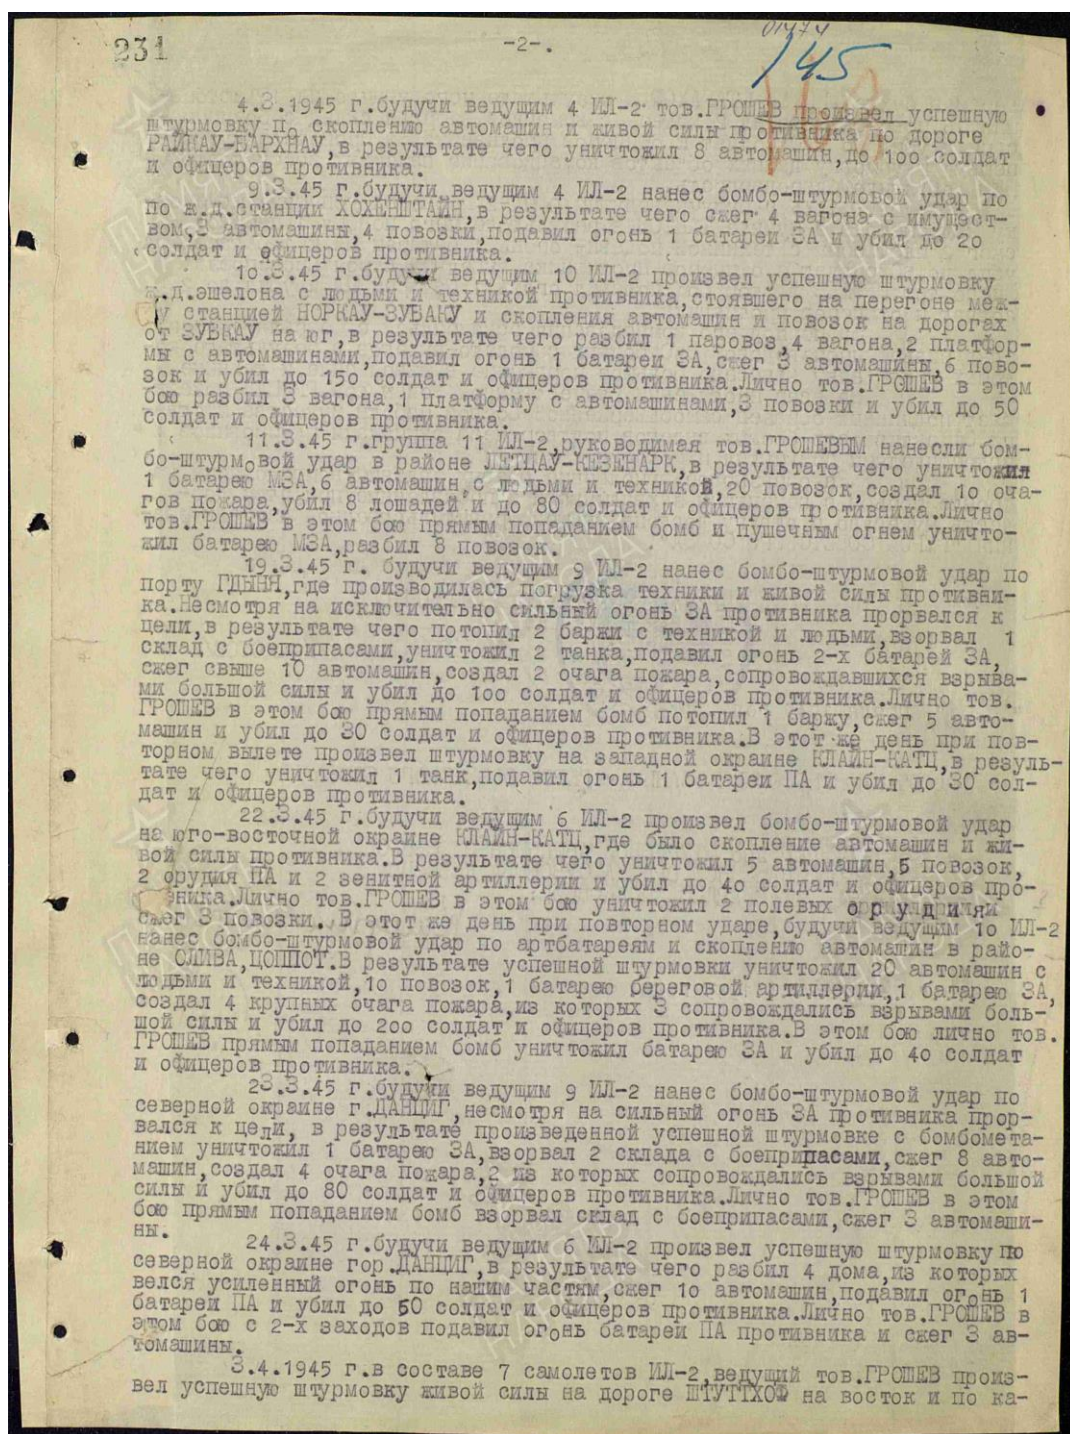 231
-2-.
01474
145
4.3.1945 г.будучи ведущим 4 ИЛ-2 тов.ГРОШЕВ произвел успешную
штурмовку по скоплению автомашин и живой силы противника по дороге
РАЙКАУ-БАРХНАУ,в результате чего уничтожил 8 автомашин,до 1оо солдат
и офицеров противника.
9.3.45 г.будучи ведущим 4 ИЛ-2 нанес бомбо-штурмовой удар по
по ж.д.станции ХОХЕНШТАЙН,в результате чего сжег 4 вагона с имущест-
вом,3 автомашины,4 повозки,подавил огонь 1 батареи ЗА и убил до 2о
солдат и офицеров противника.
1о.3.45 г.будучи ведущим 10 ИЛ-2 произвел успешную штурмовку
ж.д.эшелона с людьми и техникой противника,стоявшего на перегоне меж-
у станцией НОРКАУ-ЗУБАКУ и скопления автомашин и повозок на дорогах
от ЗУБКАУ на юг,в результате чего разбил 1 паровоз,4 вагона,2 платфор-
мы с автомашинами,подавил огонь 1 батареи ЗА,сжег 3 автомашины,6 пово-
зок и убил до 15о солдат и офицеров противника.Лично тов.ГРОШЕВ в этом
бою разбил 3 вагона,1 платформу с автомашинами,3 повозки и убил до 50
солдат и офицеров противника.
11.3.45 г.группа 11 ИЛ-2,руководимая тов.ГРОШЕВЫМ нанесли бом-
бо-штурмовой удар в районе ЛЕТЦАУ-КЕЗЕНАРК,в результате чего уничтожил
1 батарею МЗА,6 автомашин,с людьми и техникой,20 повозок,создал 1о оча-
гов пожара,убил 8 лошадей и до 80 солдат и офицеров противника.Лично
тов.ГРОШЕВ в этом бою прямым попаданием бомб и пушечным огнем уничто-
жил батарею МЗА,разбил 8 повозок.
19.3.45 г. будучи ведущим 9 ИЛ-2 нанес бомбо-штурмовой удар по
порту ГДЫНЯ,где производилась погрузка техники и живой силы противни-
ка.Несмотря на исключительно сильный огонь ЗА противника прорвался к
цели,в результате чего потопил 2 баржи с техникой и людьми,взорвал 1
склад с боеприпасами,уничтожил 2 танка,подавил огонь 2-х батарей ЗА,
сжег свыше 10 автомашин,создал 2 очага пожара,сопровождавшихся взрыва-
ми большой силы и убил до 1оо солдат и офицеров противника.Лично тов.
ГРОШЕВ в этом бою прямым попаданием бомб потопил 1 баржу,сжег 5 авто-
машин и убил до 30 солдат и офицеров противника.В этот же день при пов-
торном вылете произвел штурмовку на западной окраине КЛАЙН-КАТЦ,в резуль-
тате чего уничтожил 1 танк,подавил огонь 1 батареи ПА и убил до 30 сол-
дат и офицеров противника.
22.3.45 г.будучи ведущим 6 ИЛ-2 произвел бомбо-штурмовой удар
на юго-восточной окраине КЛАЙН-КАТЦ,где было скопление автомашин и жи-
вой силы противника.В результате чего уничтожил 5 автомашин,5 повозок,
2 орудия ПА и 2 зенитной артиллерии и убил до 4о солдат и офицеров про-
вника.Лично тов.ГРОШЕВ в этом бою уничтожил 2 полевых орудия и
сжег 3 повозки. В этот же день при повторном ударе,будучи ведущим 1о ИЛ-2
нанес бомбо-штурмовой удар по артбатареям и скоплению автомашин в райо-
не ОЛИВА,ЦОППОТ.В результате успешной штурмовки уничтожил 20 автомашин с
людьми и техникой,1о повозок,1 батарею береговой артиллерии,1 батарею ЗА,
создал 4 крупных очага пожара,из которых 3 сопровождались взрывами боль-
шой силы и убил до 2оо солдат и офицеров противника.В этом бою лично тов.
ГРОШЕВ прямым попаданием бомб уничтожил батарею ЗА и убил до 4о солдат
и офицеров противника.
23.3.45 г.будучи ведущим 9 ИЛ-2 нанес бомбо-штурмовой удар по
северной окраине г.ДАНЦИГ,несмотря на сильный огонь ЗА противника прор-
вался к цели, в результате произведенной успешной штурмовке с бомбомета-
нием уничтожил 1 батарею ЗА,взорвал 2 склада с боеприпасами,сжег 8 авто-
машин,создал 4 очага пожара,2 из которых сопровождались взрывами большой
силы и убил до 80 солдат и офицеров противника.Лично тов.ГРОШЕВ в этом
бою прямым попаданием бомб взорвал склад с боеприпасами,сжег 3 автомаши-
ны.
24.3.45 г.будучи ведущим 6 ИЛ-2 произвел успешную штурмовку по
северной окраине гор.ДАНЦИГ,в результате чего разбил 4 дома,из которых
велся усиленный огонь по нашим частям,сжег 1о автомашин,подавил огонь 1
батареи ПА и убил до 50 солдат и офицеров противника.Лично тов.ГРОШЕВ в
этом бою с 2-х заходов подавил огонь батареи ПА противника и сжег 3 ав-
томашины.
3.4.1945 г.в составе 7 самолетов ИЛ-2,ведущий тов.ГРОШЕВ произ-
вел успешную штурмовку живой силы на дороге ШТУТТХОФ на восток и по ка-